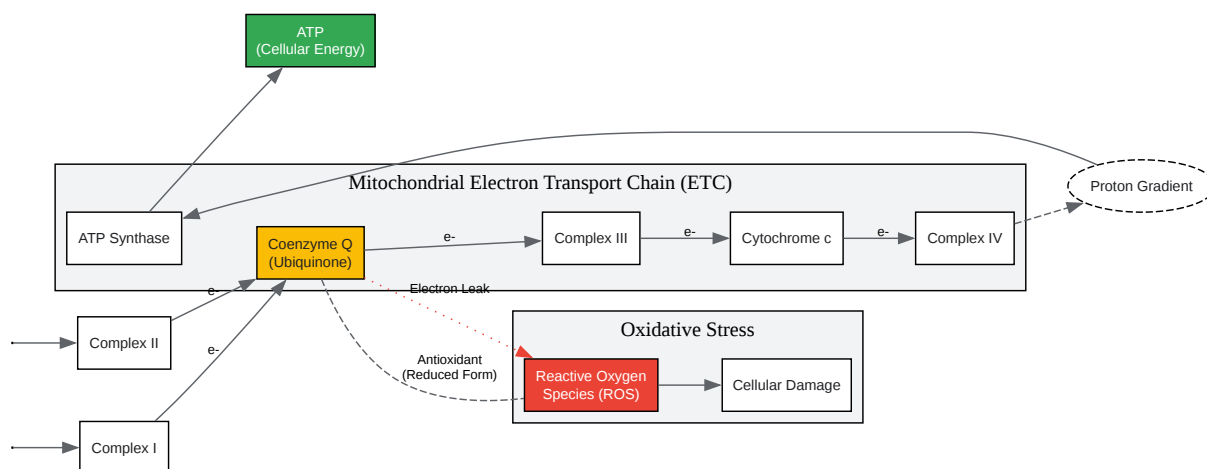 ATP
(Cellular Energy)
Mitochondrial Electron Transport Chain (ETC)
Proton Gradient
ATP Synthase
Coenzyme Q
(Ubiquinone)
e-
Complex III
e-
Cytochrome c
e-
Complex IV
e-
Electron Leak
Complex II
e-
Oxidative Stress
Antioxidant
(Reduced Form)
Reactive Oxygen
Species (ROS)
Cellular Damage
Complex I